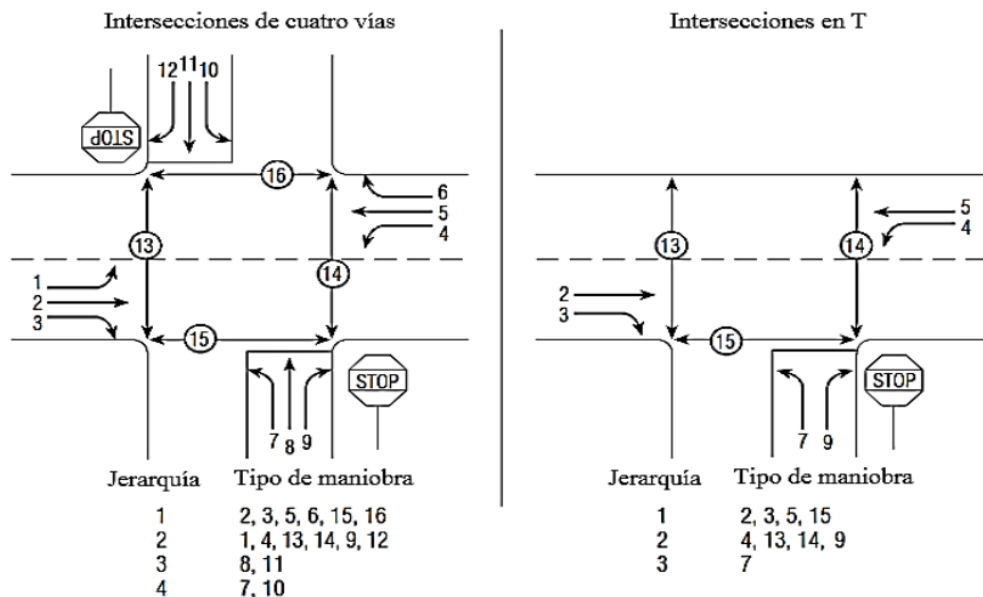 Intersecciones de cuatro vías
12 11 10
STOP
16
6
5
4
13
14
1
2
3
15
STOP
7 8 9
Jerarquía Tipo de maniobra
1 2, 3, 5, 6, 15, 16
2 1, 4, 13, 14, 9, 12
3 8, 11
4 7, 10
Intersecciones en T
5
4
13
14
2
3
15
STOP
7 9
Jerarquía Tipo de maniobra
1 2, 3, 5, 15
2 4, 13, 14, 9
3 7